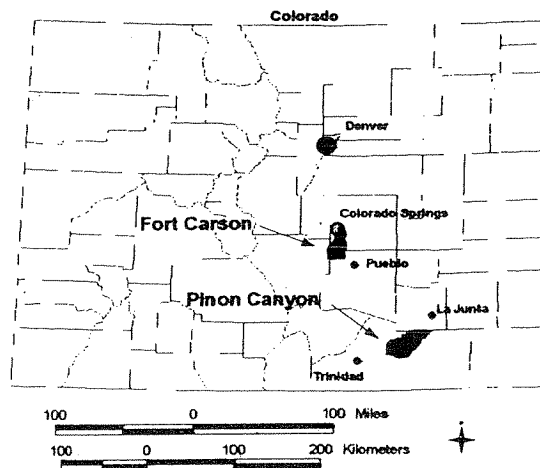 Colorado
Denver
Colorado Springs
Fort Carson
Pueblo
Pinon Canyon
La Junta
Trinidad
100 0 100 Miles
100 0 100 200 Kilometers